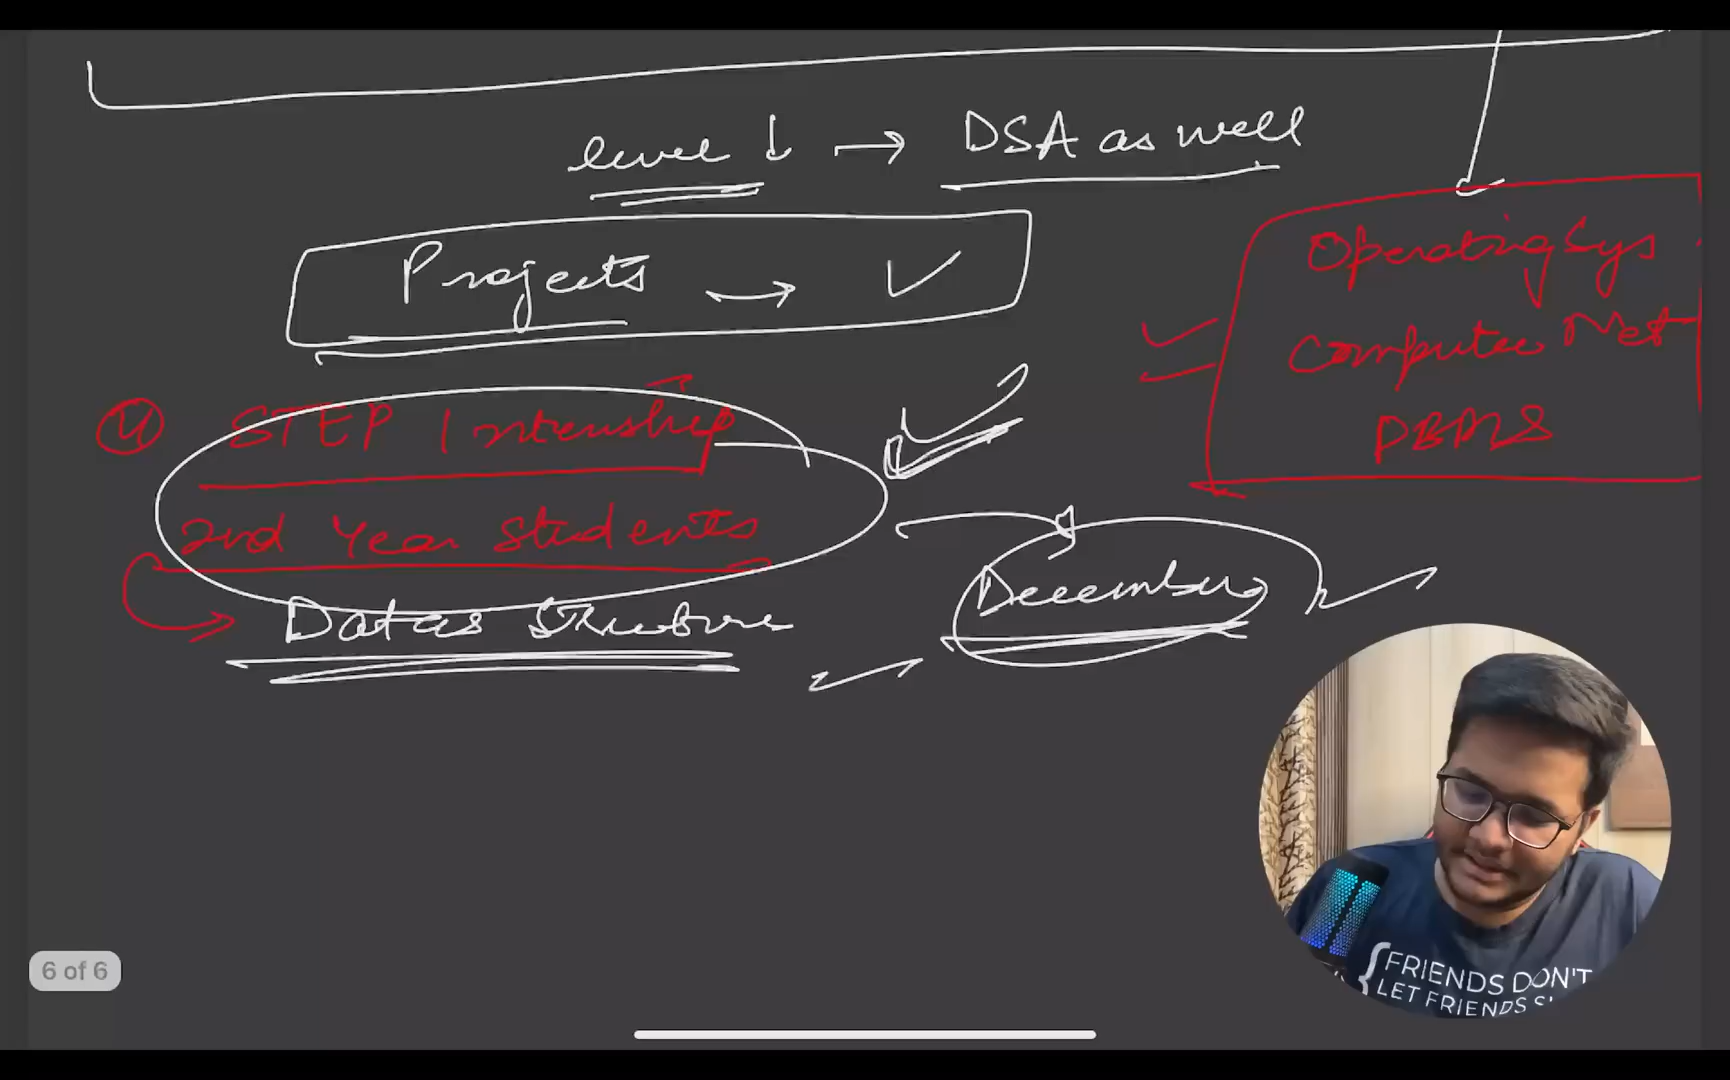 level ↓ → DSA as well
Projects → ✓
Operating Sys
Computer Net
DBMS
④ STEP Internship
2nd Year Students
Data Structure
December
6 of 6
{FRIENDS DON'T
LET FRIENDS